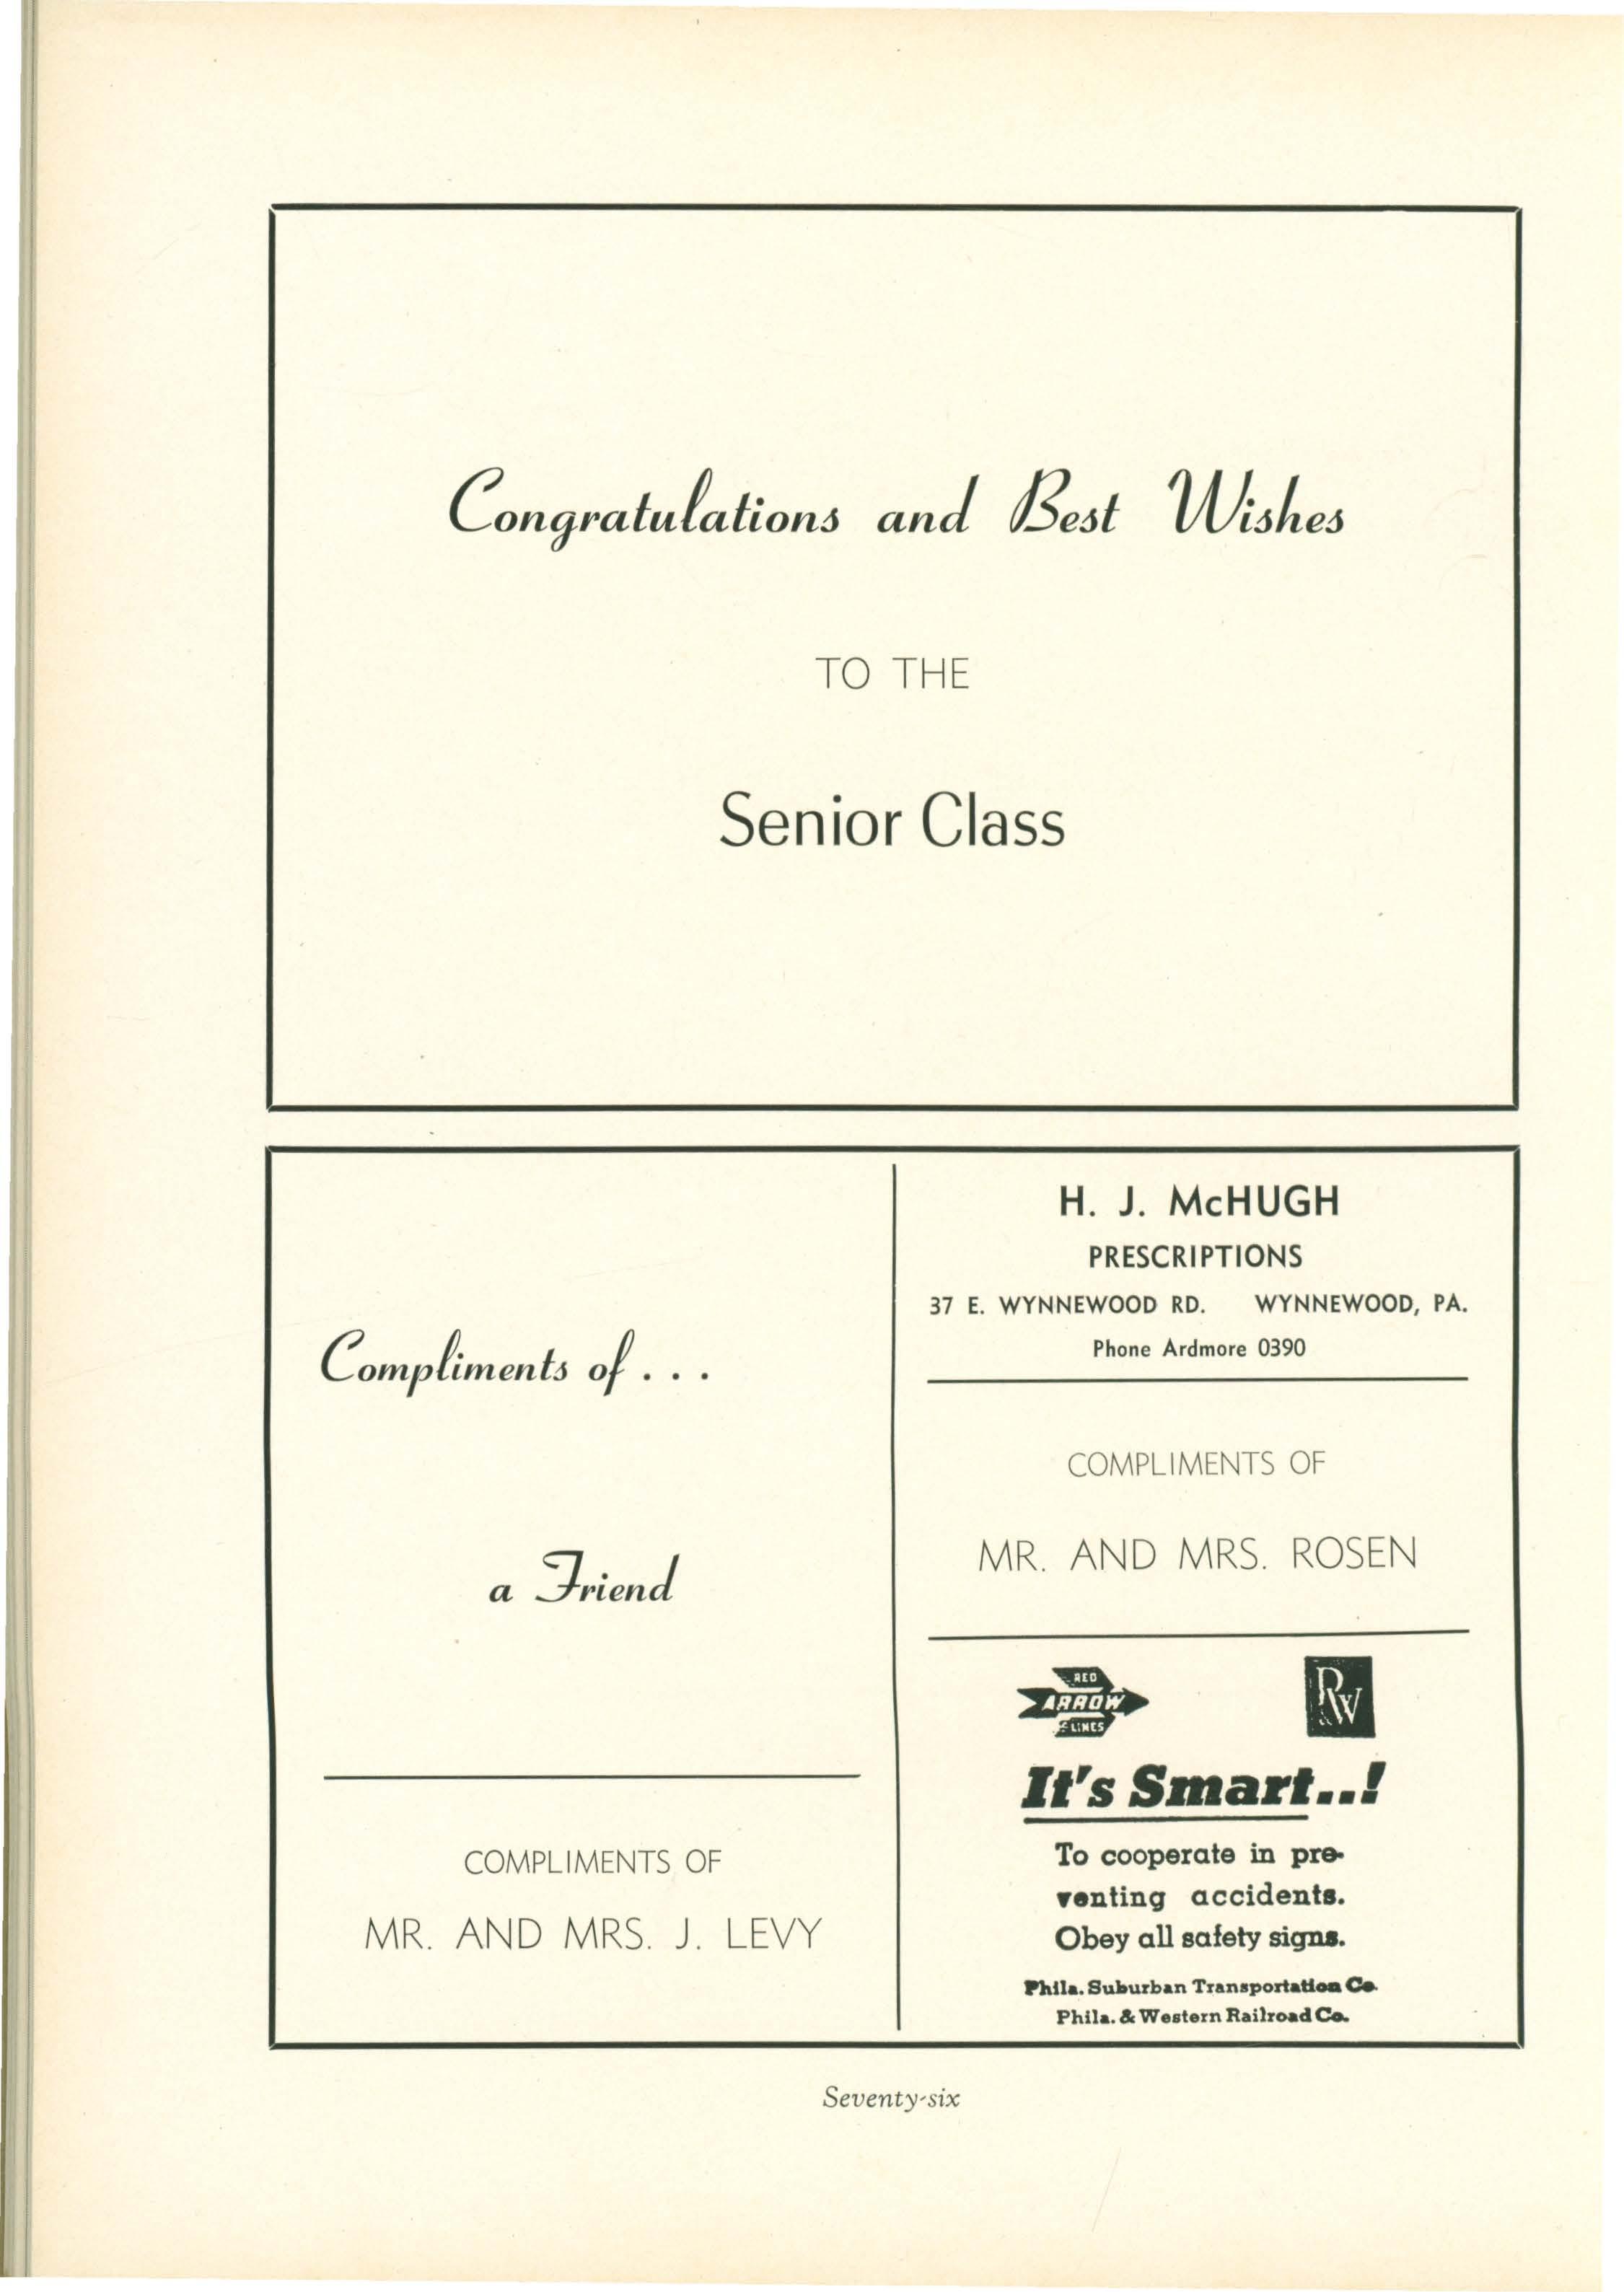 Congratulations and Best Wishes
TO THE
Senior Class
Compliments of . . .
a Friend
COMPLIMENTS OF
MR. AND MRS. J. LEVY
H. J. McHUGH
PRESCRIPTIONS
37 E. WYNNEWOOD RD. WYNNEWOOD, PA.
Phone Ardmore 0390
COMPLIMENTS OF
MR. AND MRS. ROSEN
RED
ARROW
LINES
P&W
It's Smart..!
To cooperate in pre-
venting accidents.
Obey all safety signs.
Phila. Suburban Transportation Co.
Phila. & Western Railroad Co.
Seventy-six